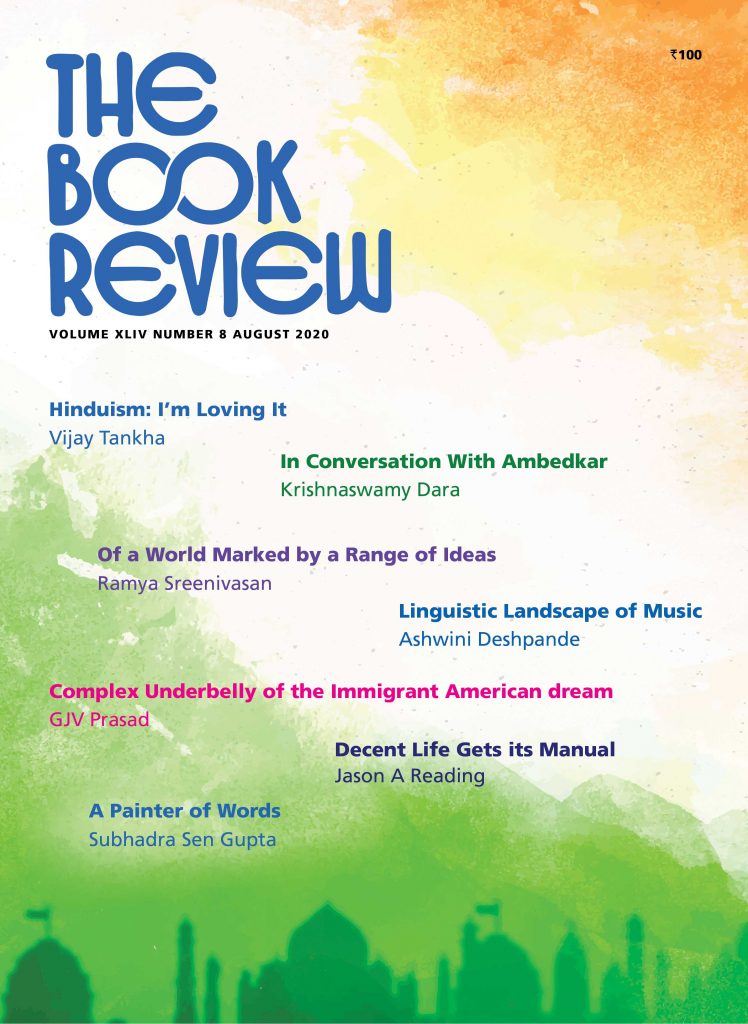 ₹100
THE
BOOK
REVIEW
VOLUME XLIV NUMBER 8 AUGUST 2020
Hinduism: I’m Loving It
Vijay Tankha
In Conversation With Ambedkar
Krishnaswamy Dara
Of a World Marked by a Range of Ideas
Ramya Sreenivasan
Linguistic Landscape of Music
Ashwini Deshpande
Complex Underbelly of the Immigrant American dream
GJV Prasad
Decent Life Gets its Manual
Jason A Reading
A Painter of Words
Subhadra Sen Gupta